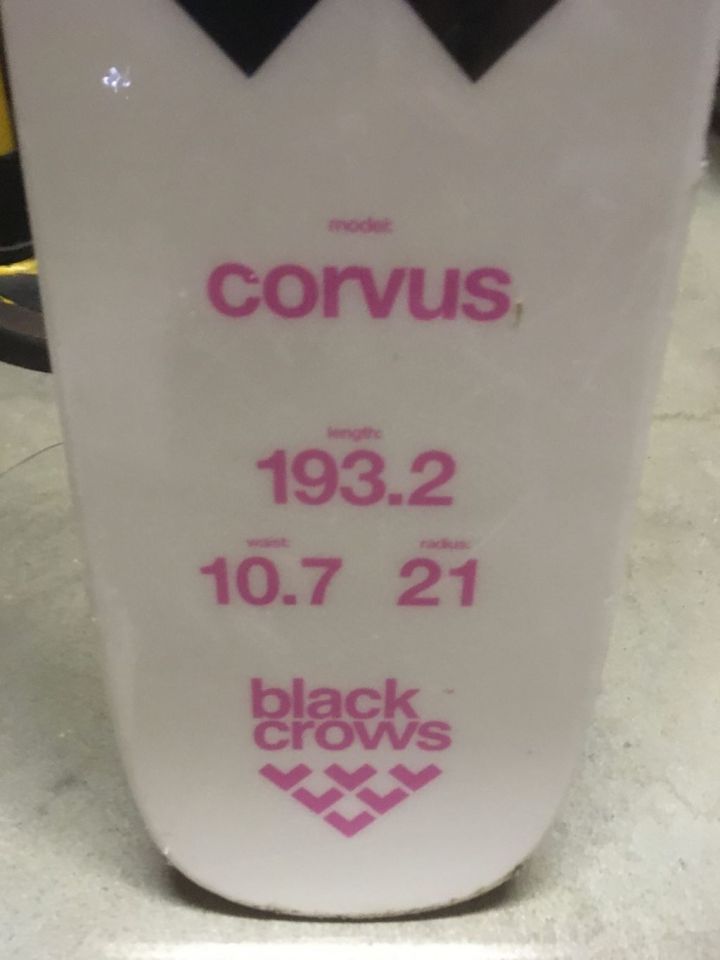 model:
corvus
length:
193.2
waist: radius:
10.7 21
black
crows